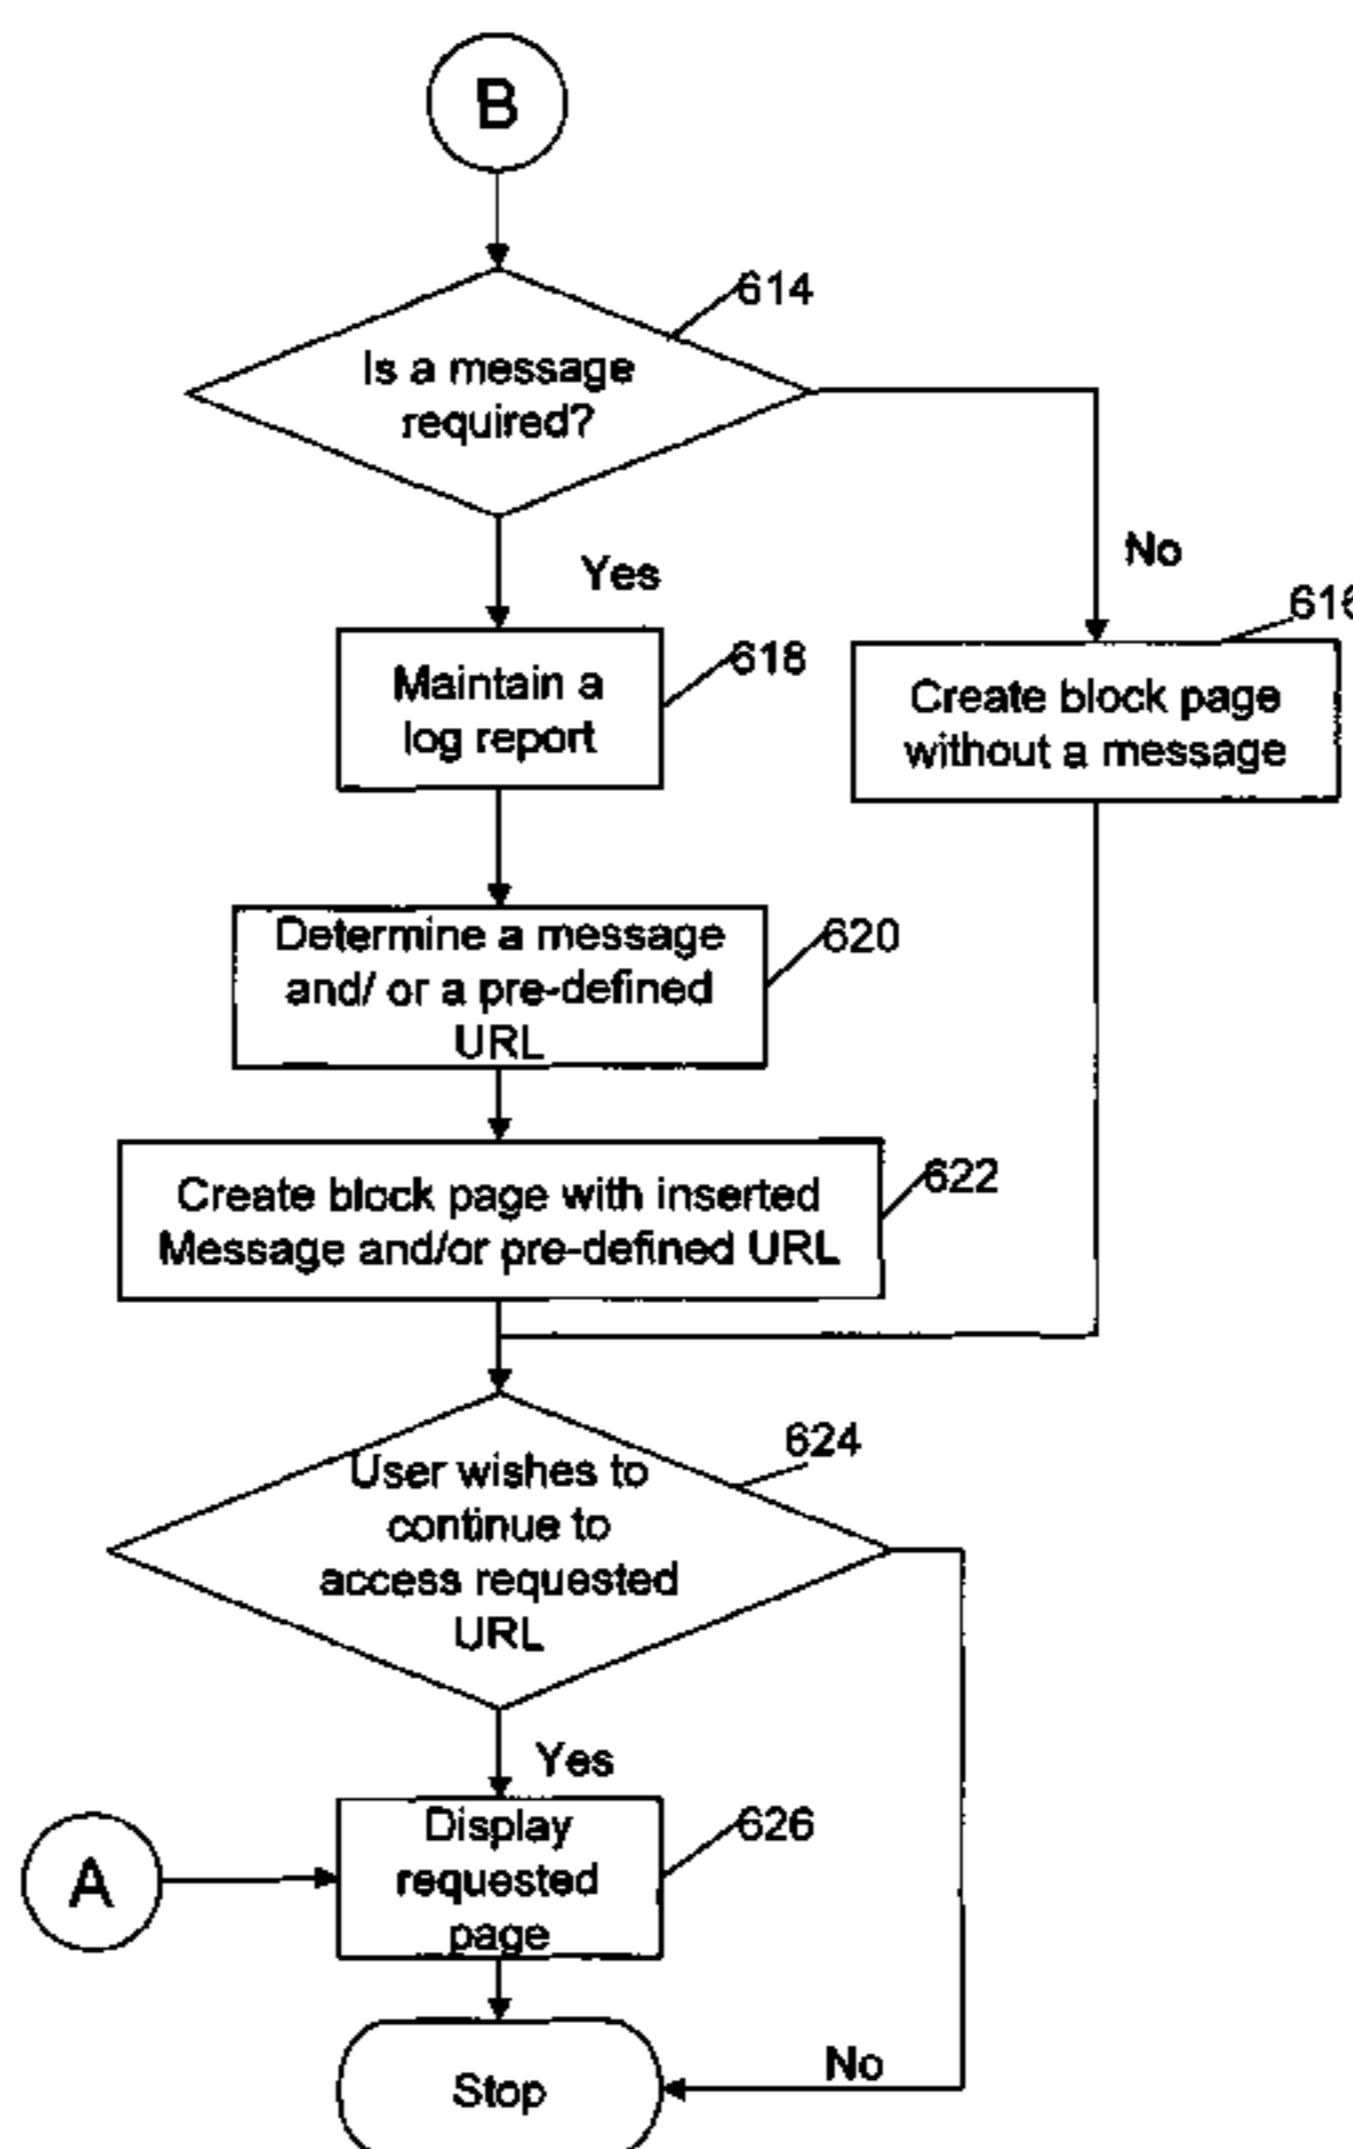 B
614
Is a message
required?
Yes
No
616
618
Maintain a
log report
Create block page
without a message
Determine a message
and/ or a pre-defined
URL
620
Create block page with inserted
Message and/or pre-defined URL
622
624
User wishes to
continue to
access requested
URL
Yes
A
Display
requested
page
626
No
Stop